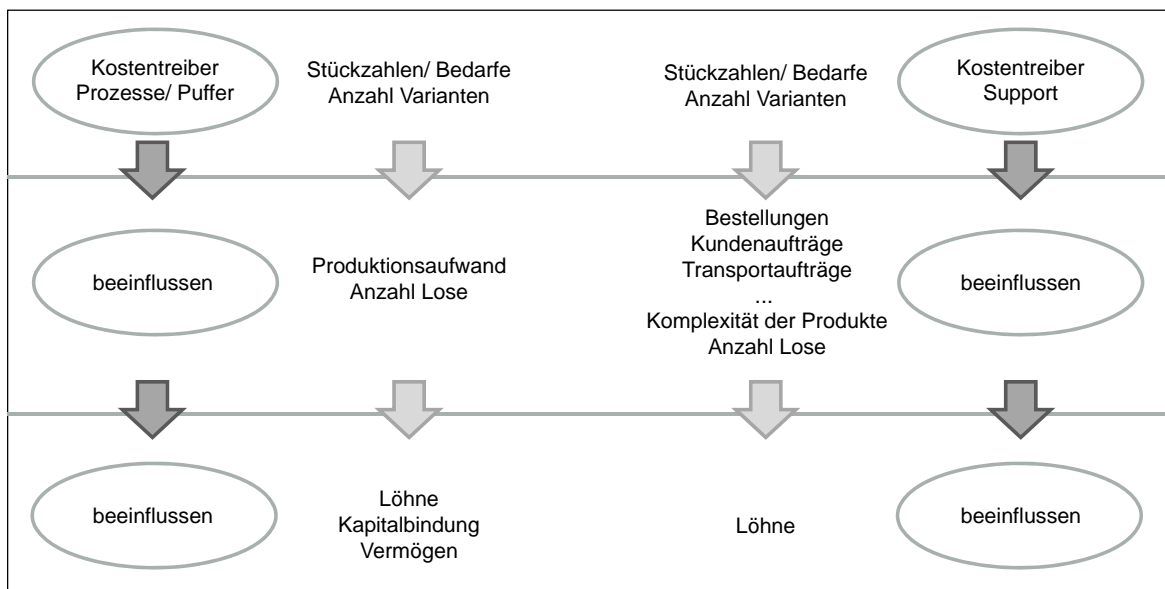 Kostentreiber
Prozesse/ Puffer
Stückzahlen/ Bedarfe
Anzahl Varianten
Stückzahlen/ Bedarfe
Anzahl Varianten
Kostentreiber
Support
beeinflussen
Produktionsaufwand
Anzahl Lose
Bestellungen
Kundenaufträge
Transportaufträge
...
Komplexität der Produkte
Anzahl Lose
beeinflussen
beeinflussen
Löhne
Kapitalbindung
Vermögen
Löhne
beeinflussen